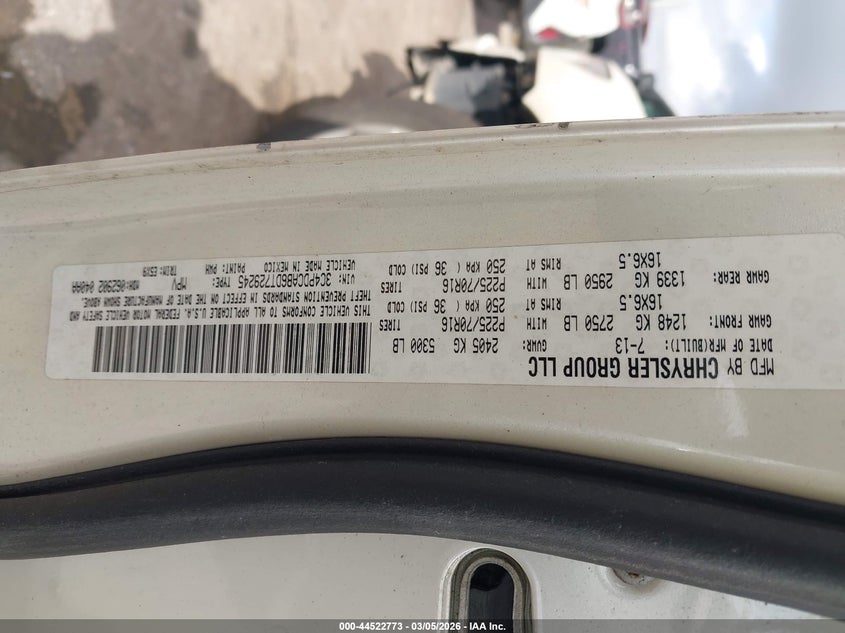 MFD BY CHRYSLER GROUP LLC
DATE OF MFR(BUILT): 7-13 GVWR: 2405 KG 5300 LB
GAWR FRONT: 1248 KG 2750 LB WITH P225/70R16 TIRES
16X6.5 RIMS AT 250 KPA ( 36 PSI) COLD
GAWR REAR: 1339 KG 2950 LB WITH P225/70R16 TIRES
16X6.5 RIMS AT 250 KPA ( 36 PSI) COLD
THIS VEHICLE CONFORMS TO ALL APPLICABLE U.S.A. FEDERAL MOTOR VEHICLE SAFETY AND
THEFT PREVENTION STANDARDS IN EFFECT ON THE DATE OF MANUFACTURE SHOWN ABOVE.
VIN: 3C4PDCAB6DT729245 TYPE: MPV MDH:062902 040AA
VEHICLE MADE IN MEXICO PAINT: PWH TRIM: E5X9
000-44522773 | 03/05/2026 - IAA Inc.